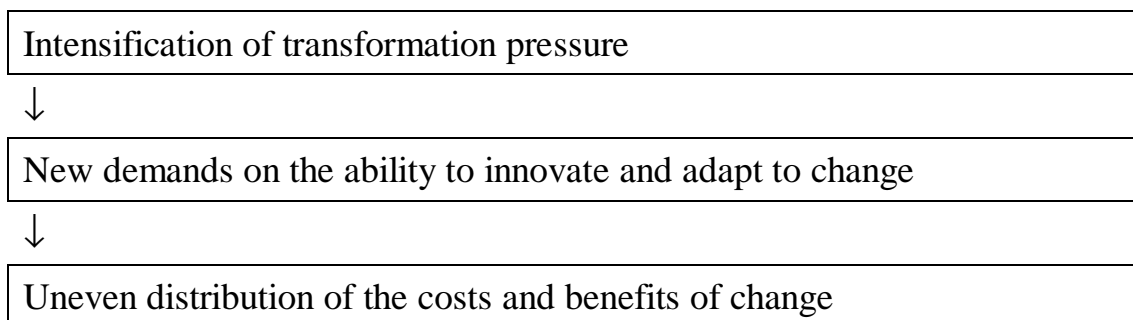 Intensification of transformation pressure
↓
New demands on the ability to innovate and adapt to change
↓
Uneven distribution of the costs and benefits of change